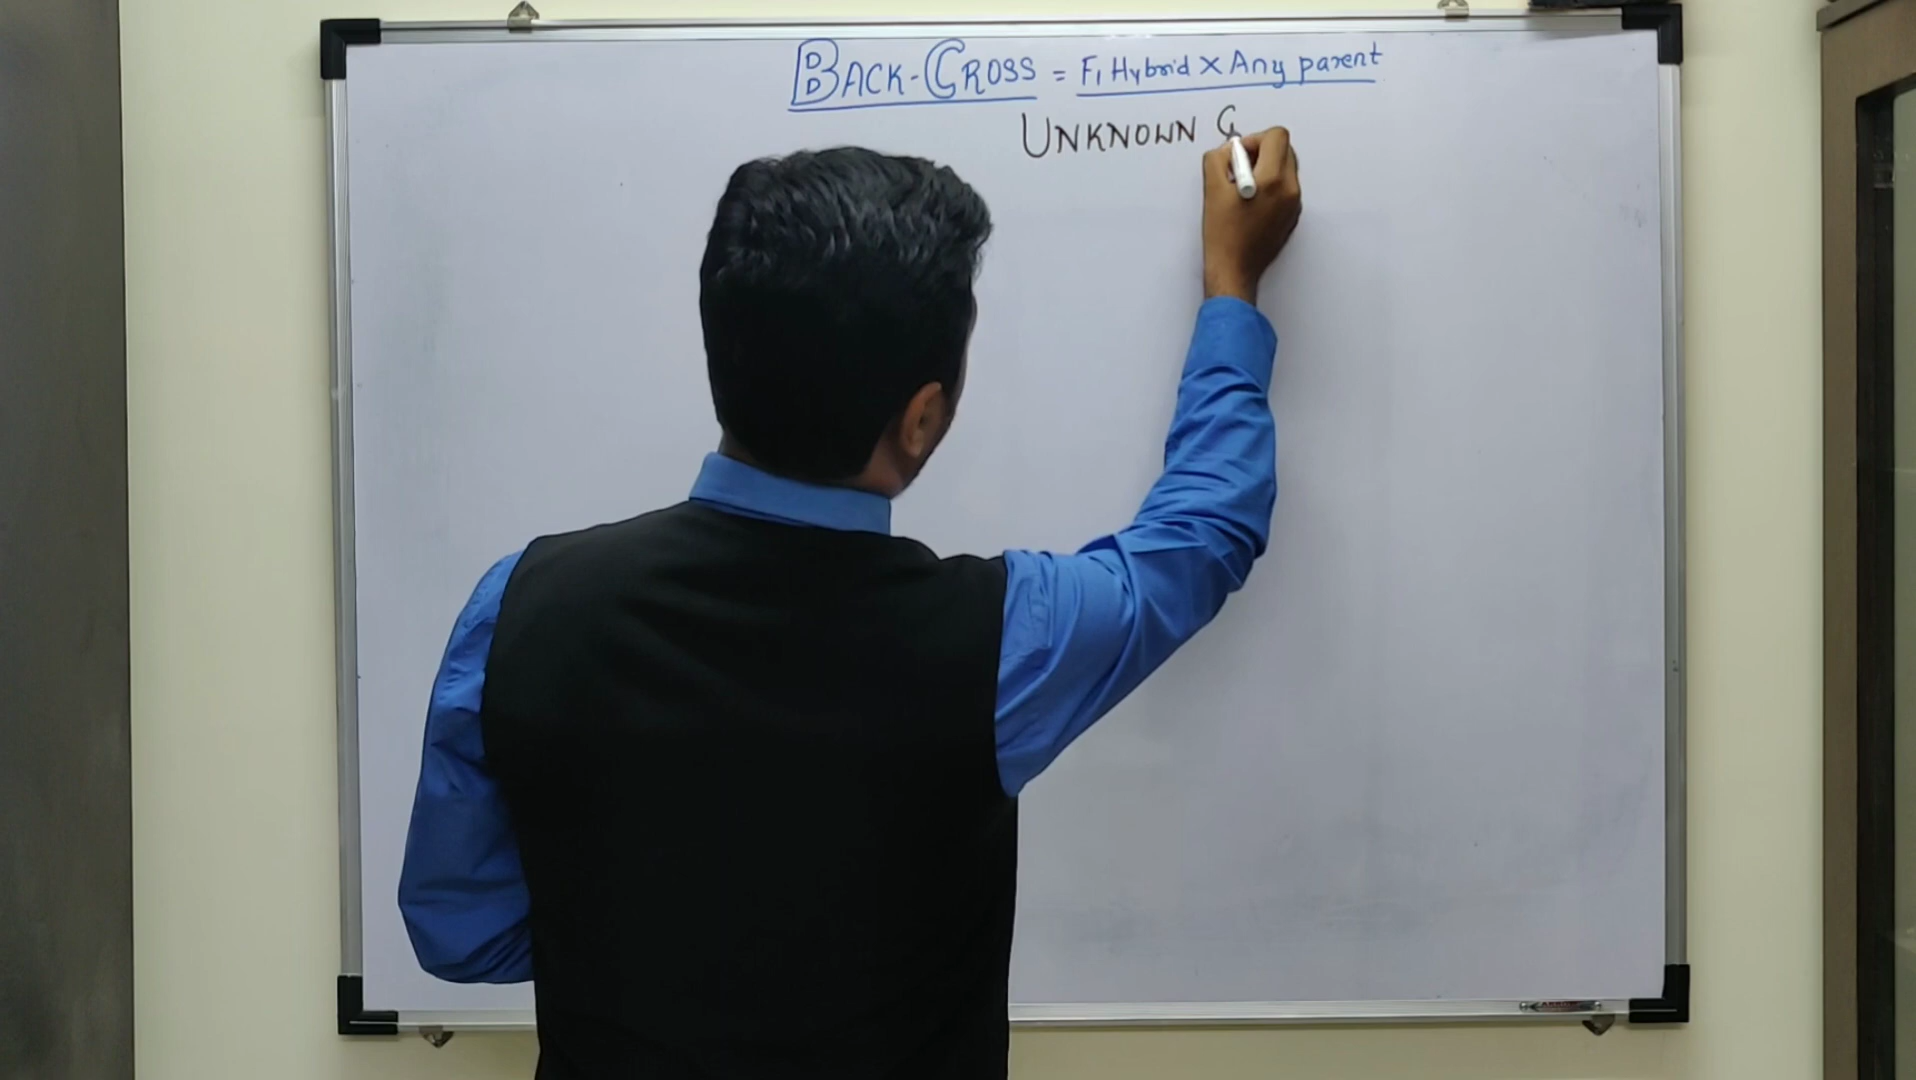 BACK-CROSS = F₁ Hybrid × Any parent
UNKNOWN G